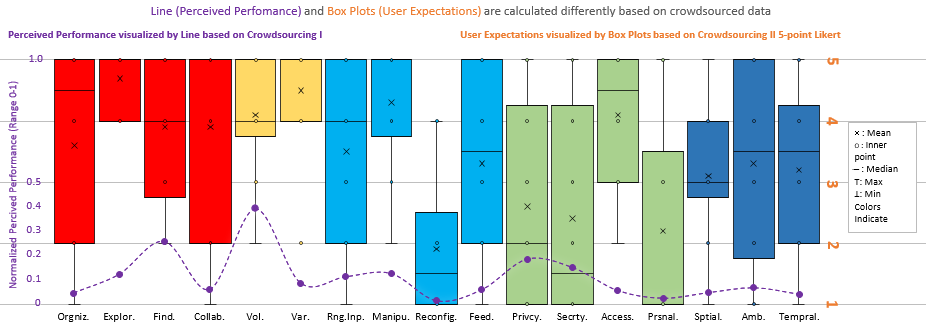 Line (Perceived Perfomance) and Box Plots (User Expectations) are calculated differently based on crowdsourced data
Perceived Performance visualized by Line based on Crowdsourcing I
User Expectations visualized by Box Plots based on Crowdsourcing II 5-point Likert
Normalized Percived Performance (Range 0-1)
1.0
0.5
0.4
0.3
0.2
0.1
0
5
4
3
2
1
× : Mean
○ : Inner
point
— : Median
T: Max
⊥: Min
Colors
Indicate
Orgniz. Explor. Find. Collab. Vol. Var. Rng.Inp. Manipu. Reconfig. Feed. Privcy. Secrty. Access. Prsnal. Sptial. Amb. Tempral.